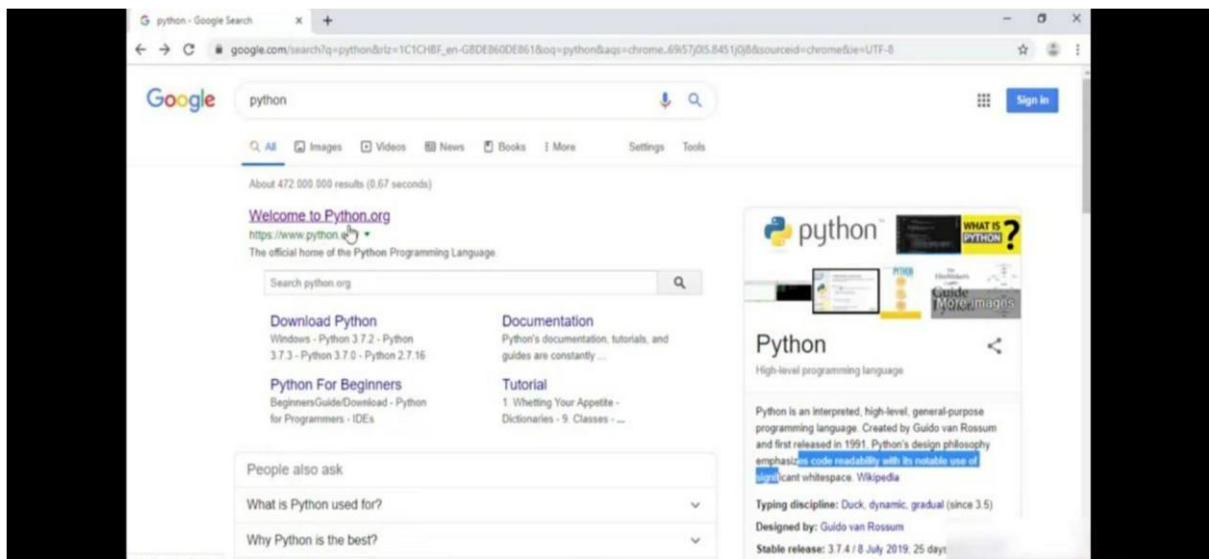 python - Google Search
google.com/search?q=python&rlz=1C1CHBF_en-GBDE860DE861&oq=python&aqs=chrome..69i57j0l5.8451j0j8&sourceid=chrome&ie=UTF-8
Google
python
Sign in
All Images Videos News Books More Settings Tools
About 472.000.000 results (0,67 seconds)
Welcome to Python.org
https://www.python.
The official home of the Python Programming Language.
Search python.org
Download Python
Windows - Python 3.7.2 - Python
3.7.3 - Python 3.7.0 - Python 2.7.16
Documentation
Python's documentation, tutorials, and
guides are constantly ...
Python For Beginners
BeginnersGuide/Download - Python
for Programmers - IDEs
Tutorial
1. Whetting Your Appetite -
Dictionaries - 9. Classes - ...
People also ask
What is Python used for?
Why Python is the best?
python
WHAT IS
PYTHON ?
PYTHON
Guide
More images
Python
High-level programming language
Python is an interpreted, high-level, general-purpose
programming language. Created by Guido van Rossum
and first released in 1991, Python's design philosophy
emphasizes code readability with its notable use of
significant whitespace. Wikipedia
Typing discipline: Duck, dynamic, gradual (since 3.5)
Designed by: Guido van Rossum
Stable release: 3.7.4 / 8 July 2019; 25 days